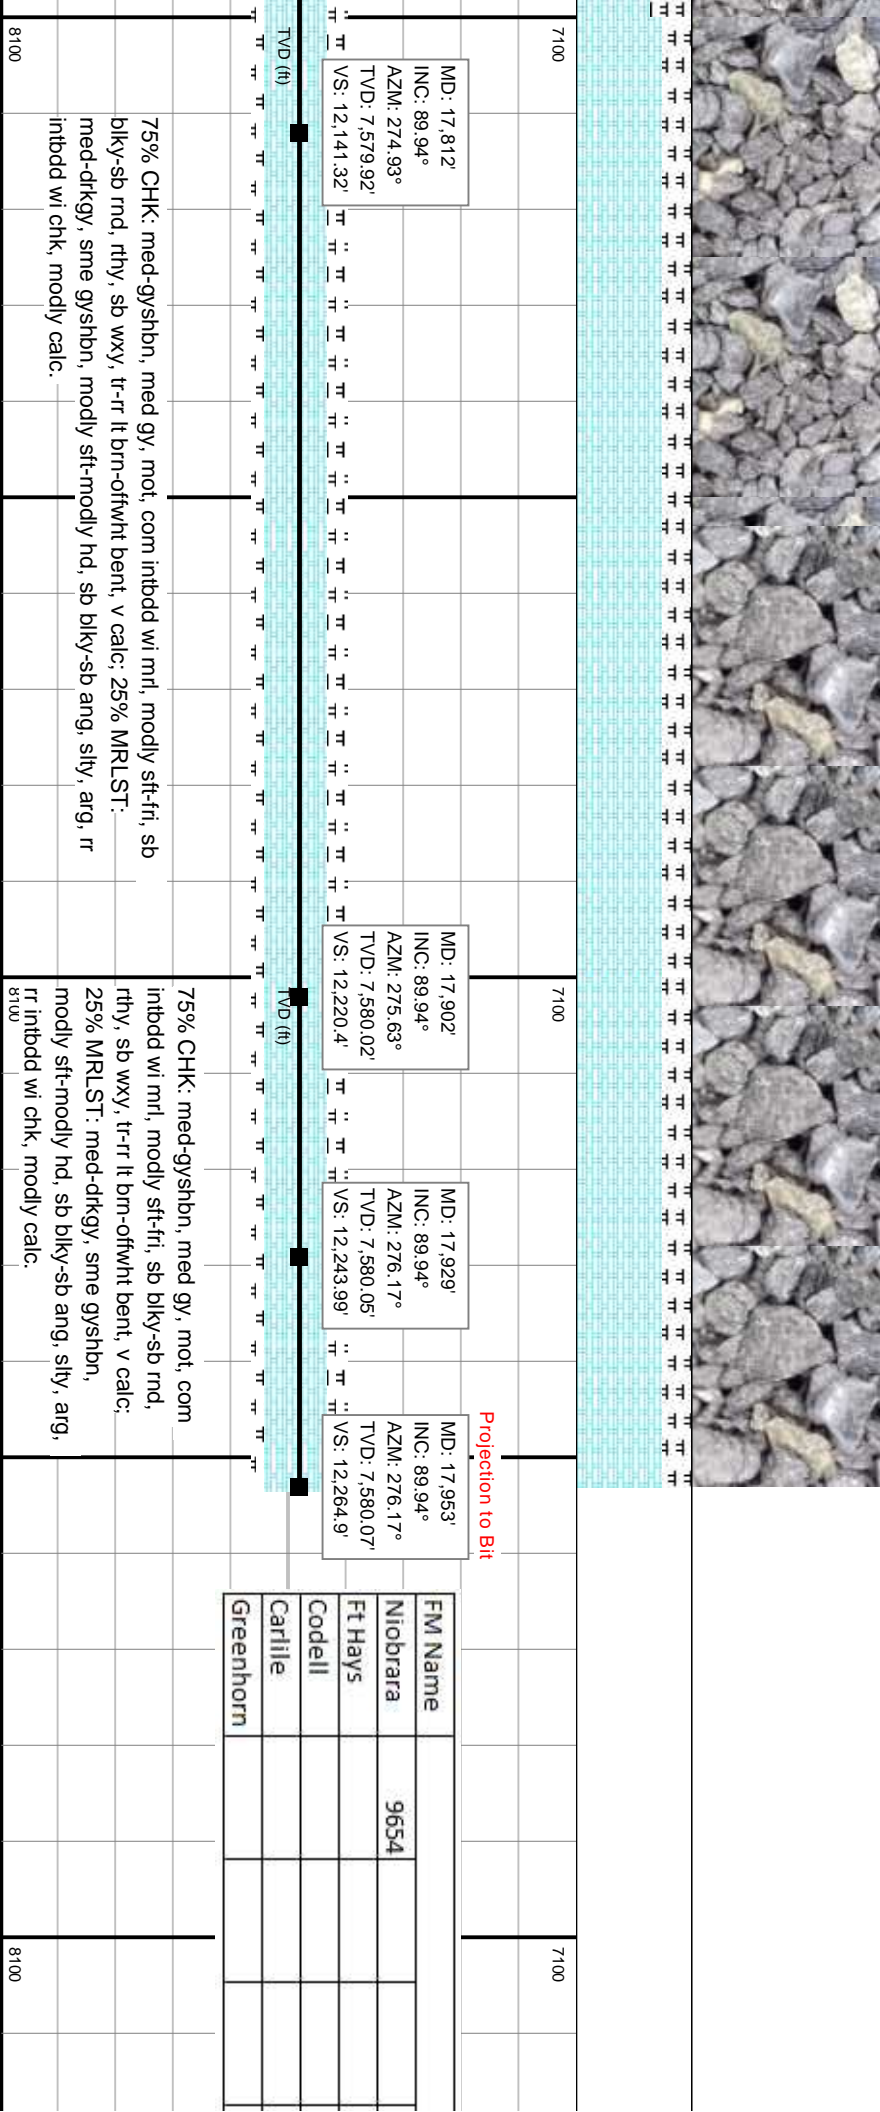 7100
7100
7100
MD: 17,812'
INC: 89.94°
AZM: 274.93°
TVD: 7,579.92'
VS: 12,141.32'
MD: 17,902'
INC: 89.94°
AZM: 275.63°
TVD: 7,580.02'
VS: 12,220.4'
MD: 17,929'
INC: 89.94°
AZM: 276.17°
TVD: 7,580.05'
VS: 12,243.99'
Projection to Bit
MD: 17,953'
INC: 89.94°
AZM: 276.17°
TVD: 7,580.07'
VS: 12,264.9'
TVD (ft)
TVD (ft)
75% CHK: med-gyshbn, med gy, mot, com intbdd wi mrl, modly sft-fri, sb
blky-sb rnd, rthy, sb wxy, tr-rr lt brn-offwht bent, v calc; 25% MRLST:
med-drkgy, sme gyshbn, modly sft-modly hd, sb blky-sb ang, slty, arg, rr
intbdd wi chk, modly calc.
75% CHK: med-gyshbn, med gy, mot, com
intbdd wi mrl, modly sft-fri, sb blky-sb rnd,
rthy, sb wxy, tr-rr lt brn-offwht bent, v calc;
25% MRLST: med-drkgy, sme gyshbn,
modly sft-modly hd, sb blky-sb ang, slty, arg,
rr intbdd wi chk, modly calc.
FM Name
Niobrara 9654
Ft Hays
Codell
Carlile
Greenhorn
8100
8100
8100